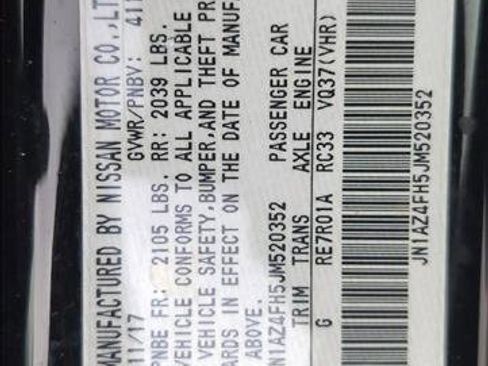 MANUFACTURED BY NISSAN MOTOR CO.,LT
11/17 GVWR/PNBV: 411
PNBE FR: 2105 LBS. RR: 2039 LBS.
VEHICLE CONFORMS TO ALL APPLICABLE
VEHICLE SAFETY,BUMPER,AND THEFT PR
ARDS IN EFFECT ON THE DATE OF MANUF
ABOVE.
N1AZ4FH5JM520352 PASSENGER CAR
TRIM TRANS AXLE ENGINE
G RE7R01A RC33 VQ37(VHR)
JN1AZ4FH5JM520352